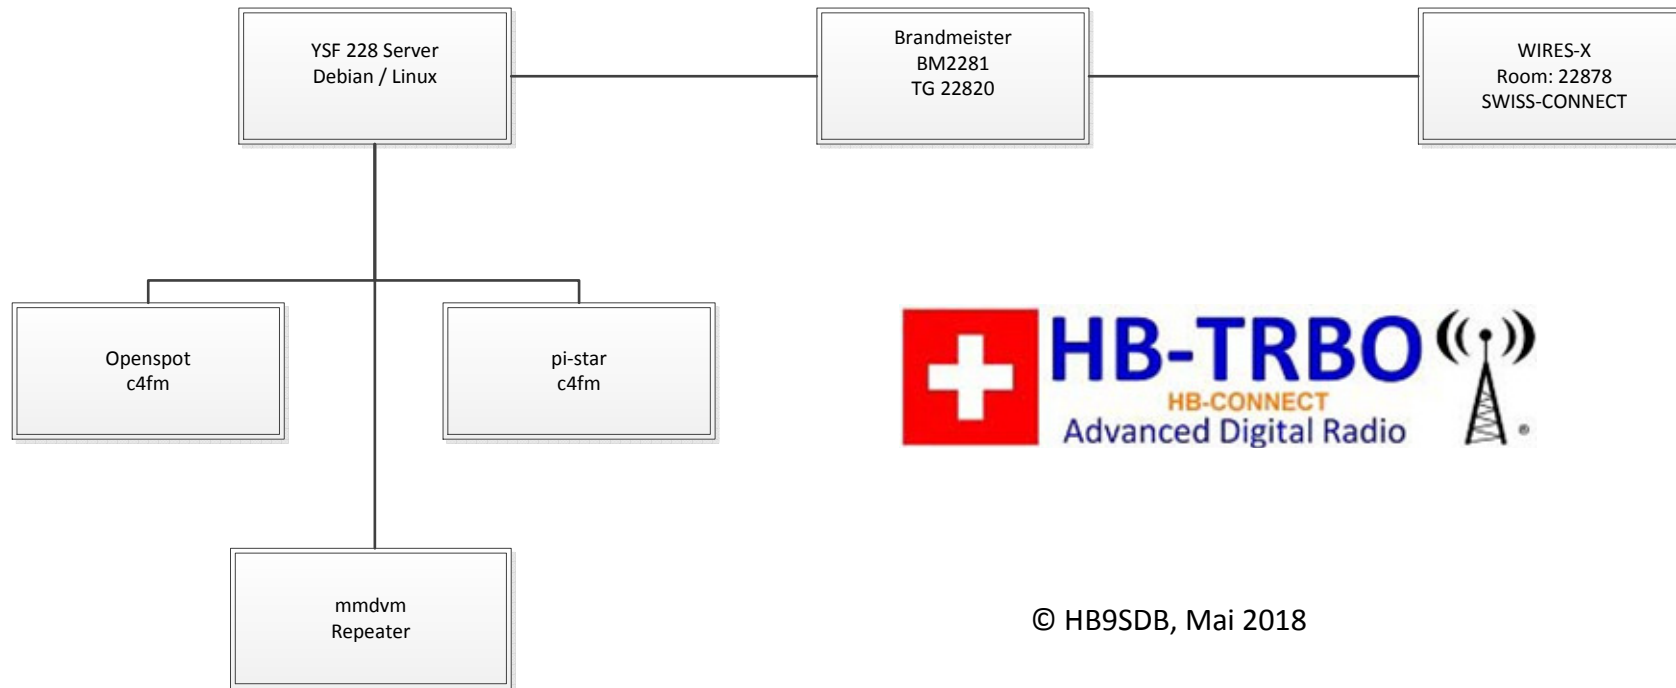 YSF 228 Server
Debian / Linux
Brandmeister
BM2281
TG 22820
WIRES-X
Room: 22878
SWISS-CONNECT
Openspot
c4fm
pi-star
c4fm
HB-TRBO
HB-CONNECT
Advanced Digital Radio
®
mmdvm
Repeater
© HB9SDB, Mai 2018